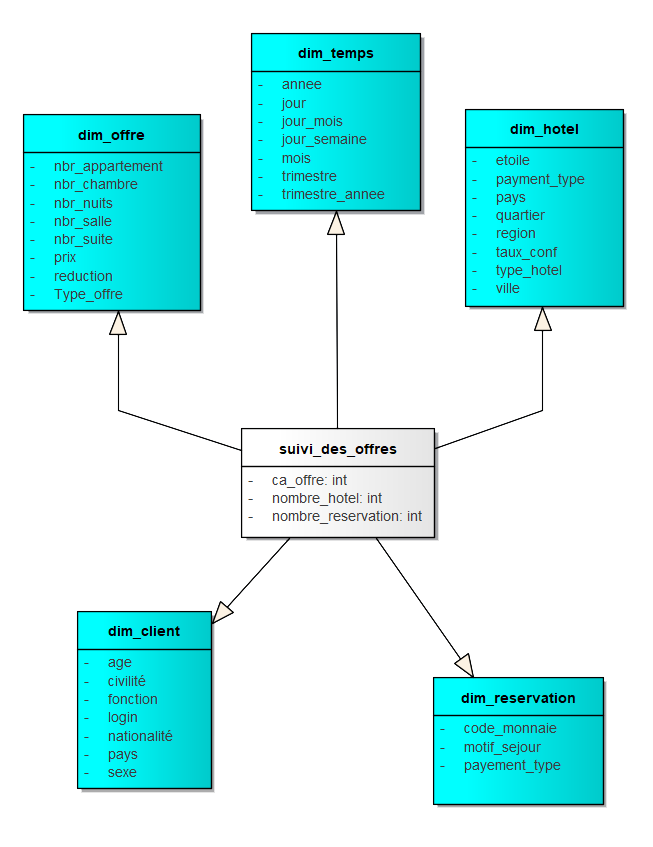 dim_temps
- annee
- jour
- jour_mois
- jour_semaine
- mois
- trimestre
- trimestre_annee
dim_offre
- nbr_appartement
- nbr_chambre
- nbr_nuits
- nbr_salle
- nbr_suite
- prix
- reduction
- Type_offre
dim_hotel
- etoile
- payment_type
- pays
- quartier
- region
- taux_conf
- type_hotel
- ville
suivi_des_offres
- ca_offre: int
- nombre_hotel: int
- nombre_reservation: int
dim_client
- age
- civilité
- fonction
- login
- nationalité
- pays
- sexe
dim_reservation
- code_monnaie
- motif_sejour
- payement_type